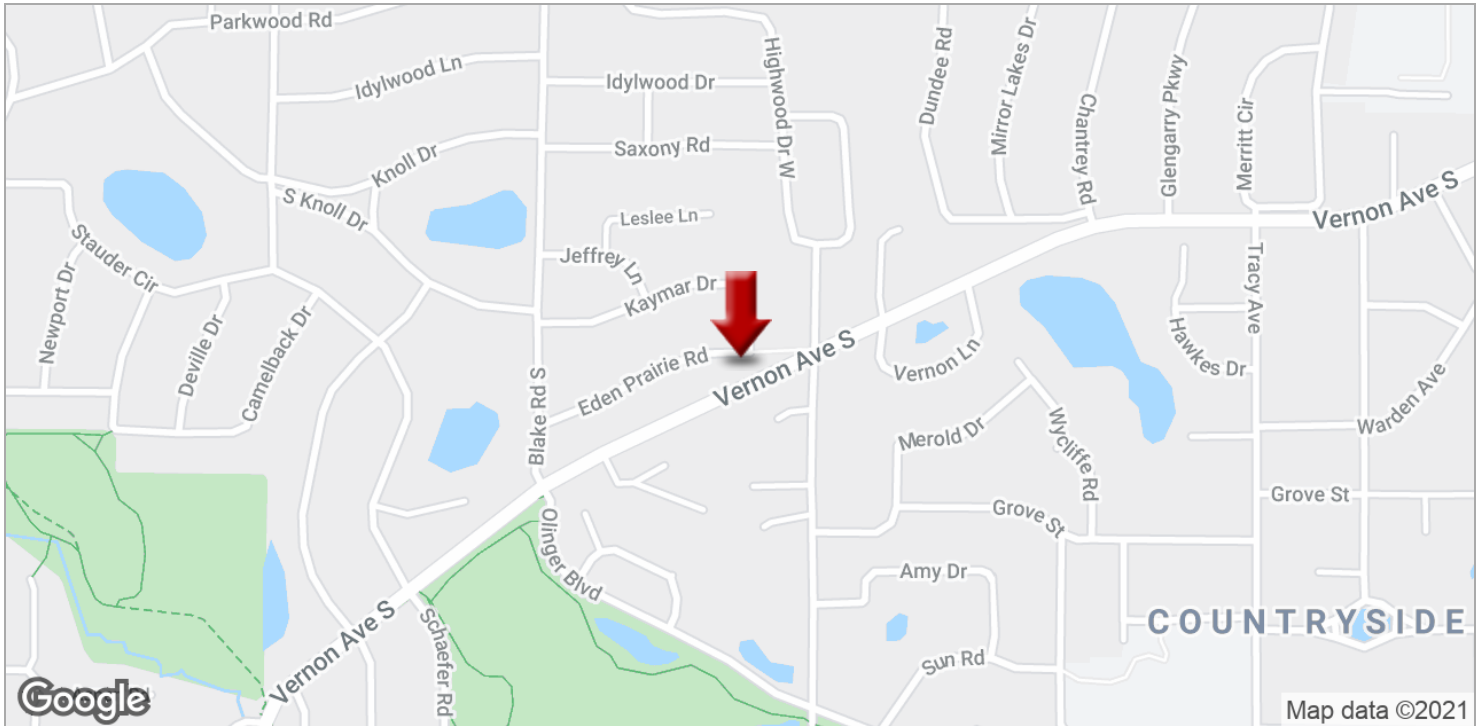 Parkwood Rd
Idylwood Ln
Idylwood Dr
Highwood Dr W
Dundee Rd
Mirror Lakes Dr
Chantrey Rd
Glengarry Pkwy
Merritt Cir
Knoll Dr
Saxony Rd
S Knoll Dr
Leslee Ln
Vernon Ave S
Stauder Cir
Newport Dr
Jeffrey Ln
Kaymar Dr
Tracy Ave
Deville Dr
Camelback Dr
Eden Prairie Rd
Vernon Ave S
Vernon Ln
Hawkes Dr
Blake Rd S
Merold Dr
Wycliffe Rd
Warden Ave
Grove St
Grove St
Olinger Blvd
Amy Dr
COUNTRYSIDE
Vernon Ave S
Schaefer Rd
Sun Rd
Google
Map data ©2021